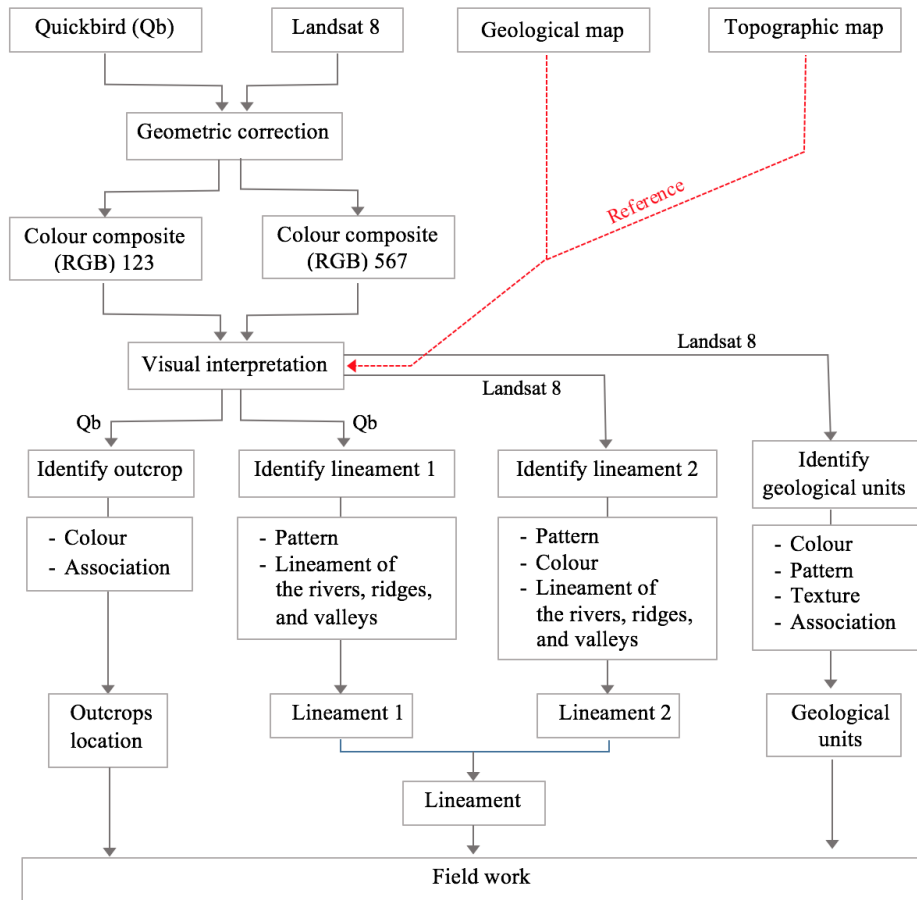 Quickbird (Qb)
Landsat 8
Geological map
Topographic map
Geometric correction
Reference
Colour composite
(RGB) 123
Colour composite
(RGB) 567
Visual interpretation
Landsat 8
Landsat 8
Qb
Qb
Identify outcrop
Identify lineament 1
Identify lineament 2
Identify
geological units
- Colour
- Association
- Pattern
- Lineament of
the rivers, ridges,
and valleys
- Pattern
- Colour
- Lineament of
the rivers, ridges,
and valleys
- Colour
- Pattern
- Texture
- Association
Outcrops
location
Lineament 1
Lineament 2
Geological
units
Lineament
Field work